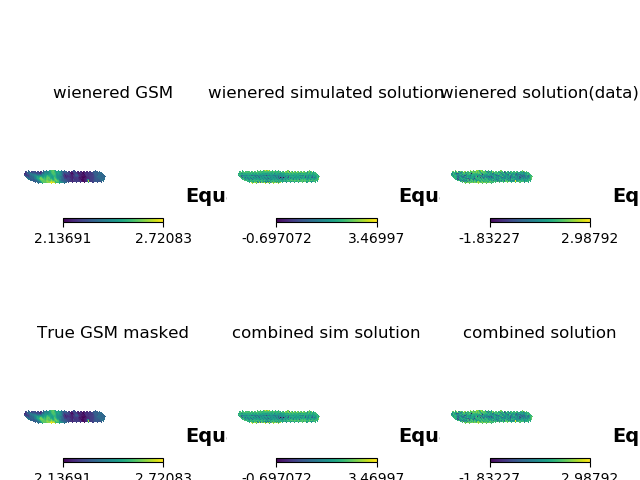 wienered GSM wienered simulated solution wienered solution(data)
Equ Equ Eq
2.13691 2.72083 -0.697072 3.46997 -1.83227 2.98792
True GSM masked combined sim solution combined solution
Equ Equ Eq
2.13691 2.72083 -0.697072 3.46997 -1.83227 2.98792